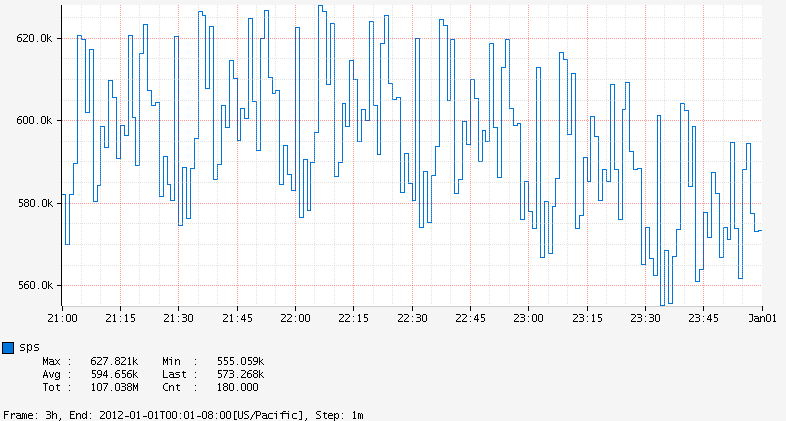 620.0k
600.0k
580.0k
560.0k
21:00 21:15 21:30 21:45 22:00 22:15 22:30 22:45 23:00 23:15 23:30 23:45 Jan01
sps
Max : 627.821k Min : 555.059k
Avg : 594.656k Last : 573.268k
Tot : 107.038M Cnt : 180.000
Frame: 3h, End: 2012-01-01T00:01-08:00[US/Pacific], Step: 1m